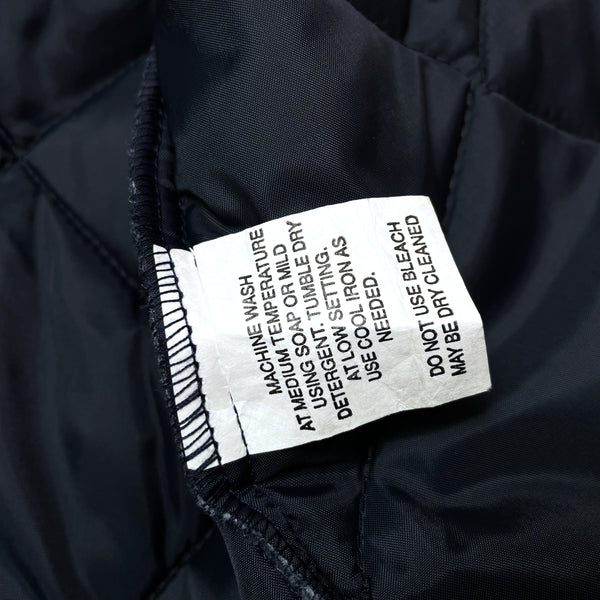 MACHINE WASH
AT MEDIUM TEMPERATURE
USING SOAP OR MILD
DETERGENT. TUMBLE DRY
AT LOW SETTING.
USE COOL IRON AS
NEEDED.
DO NOT USE BLEACH
MAY BE DRY CLEANED